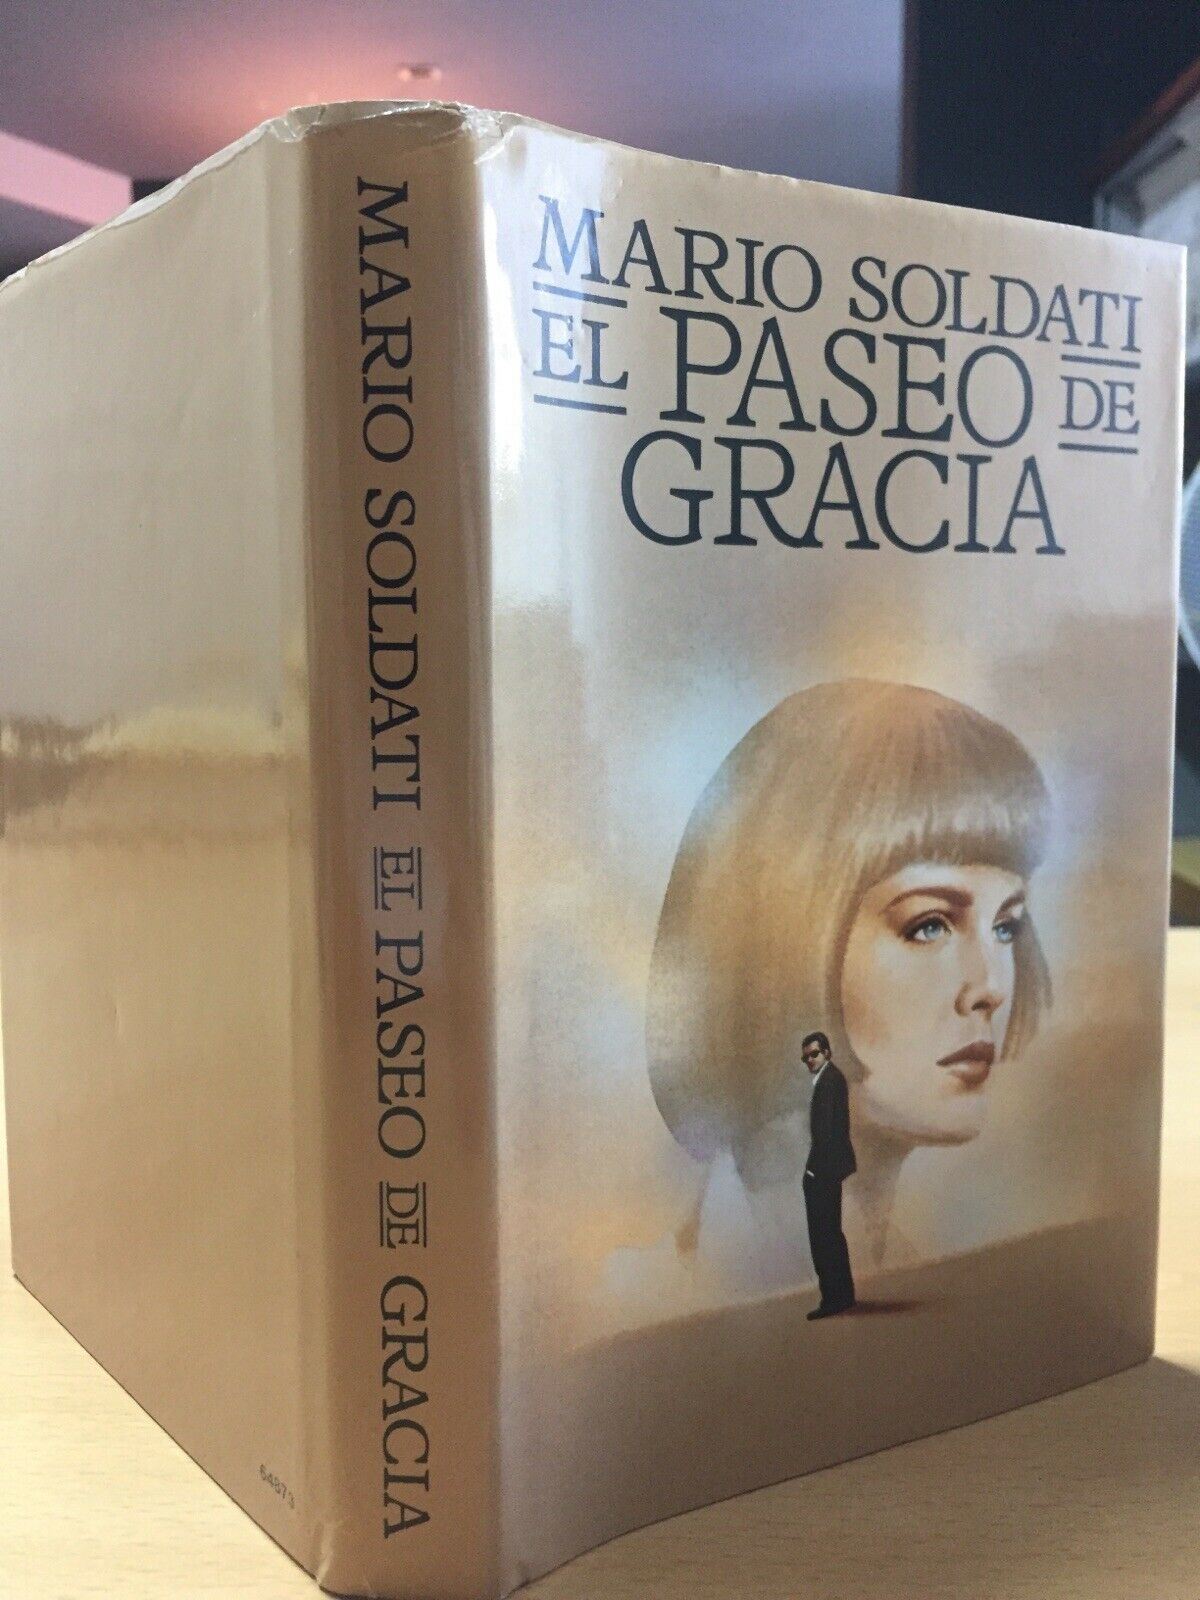 MARIO SOLDATI EL PASEO DE GRACIA
MARIO SOLDATI
EL PASEO DE
GRACIA
64873